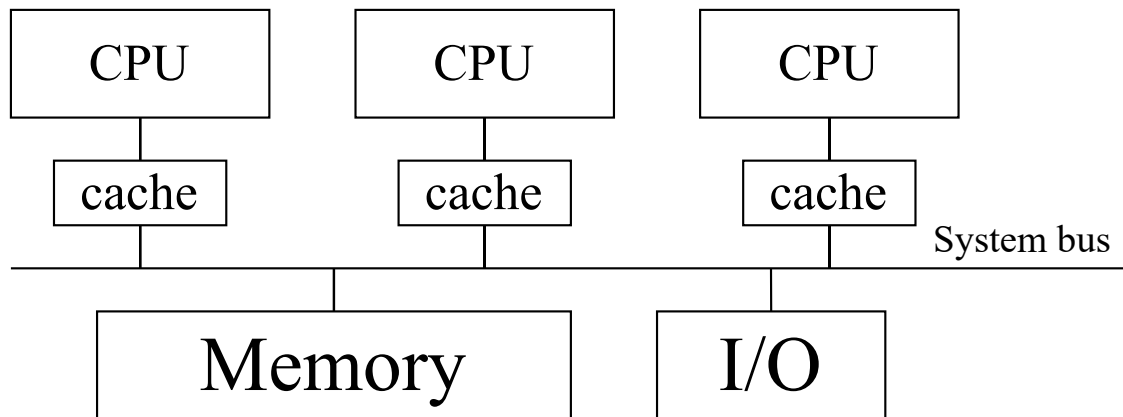 CPU
CPU
CPU
cache
cache
cache
System bus
Memory
I/O